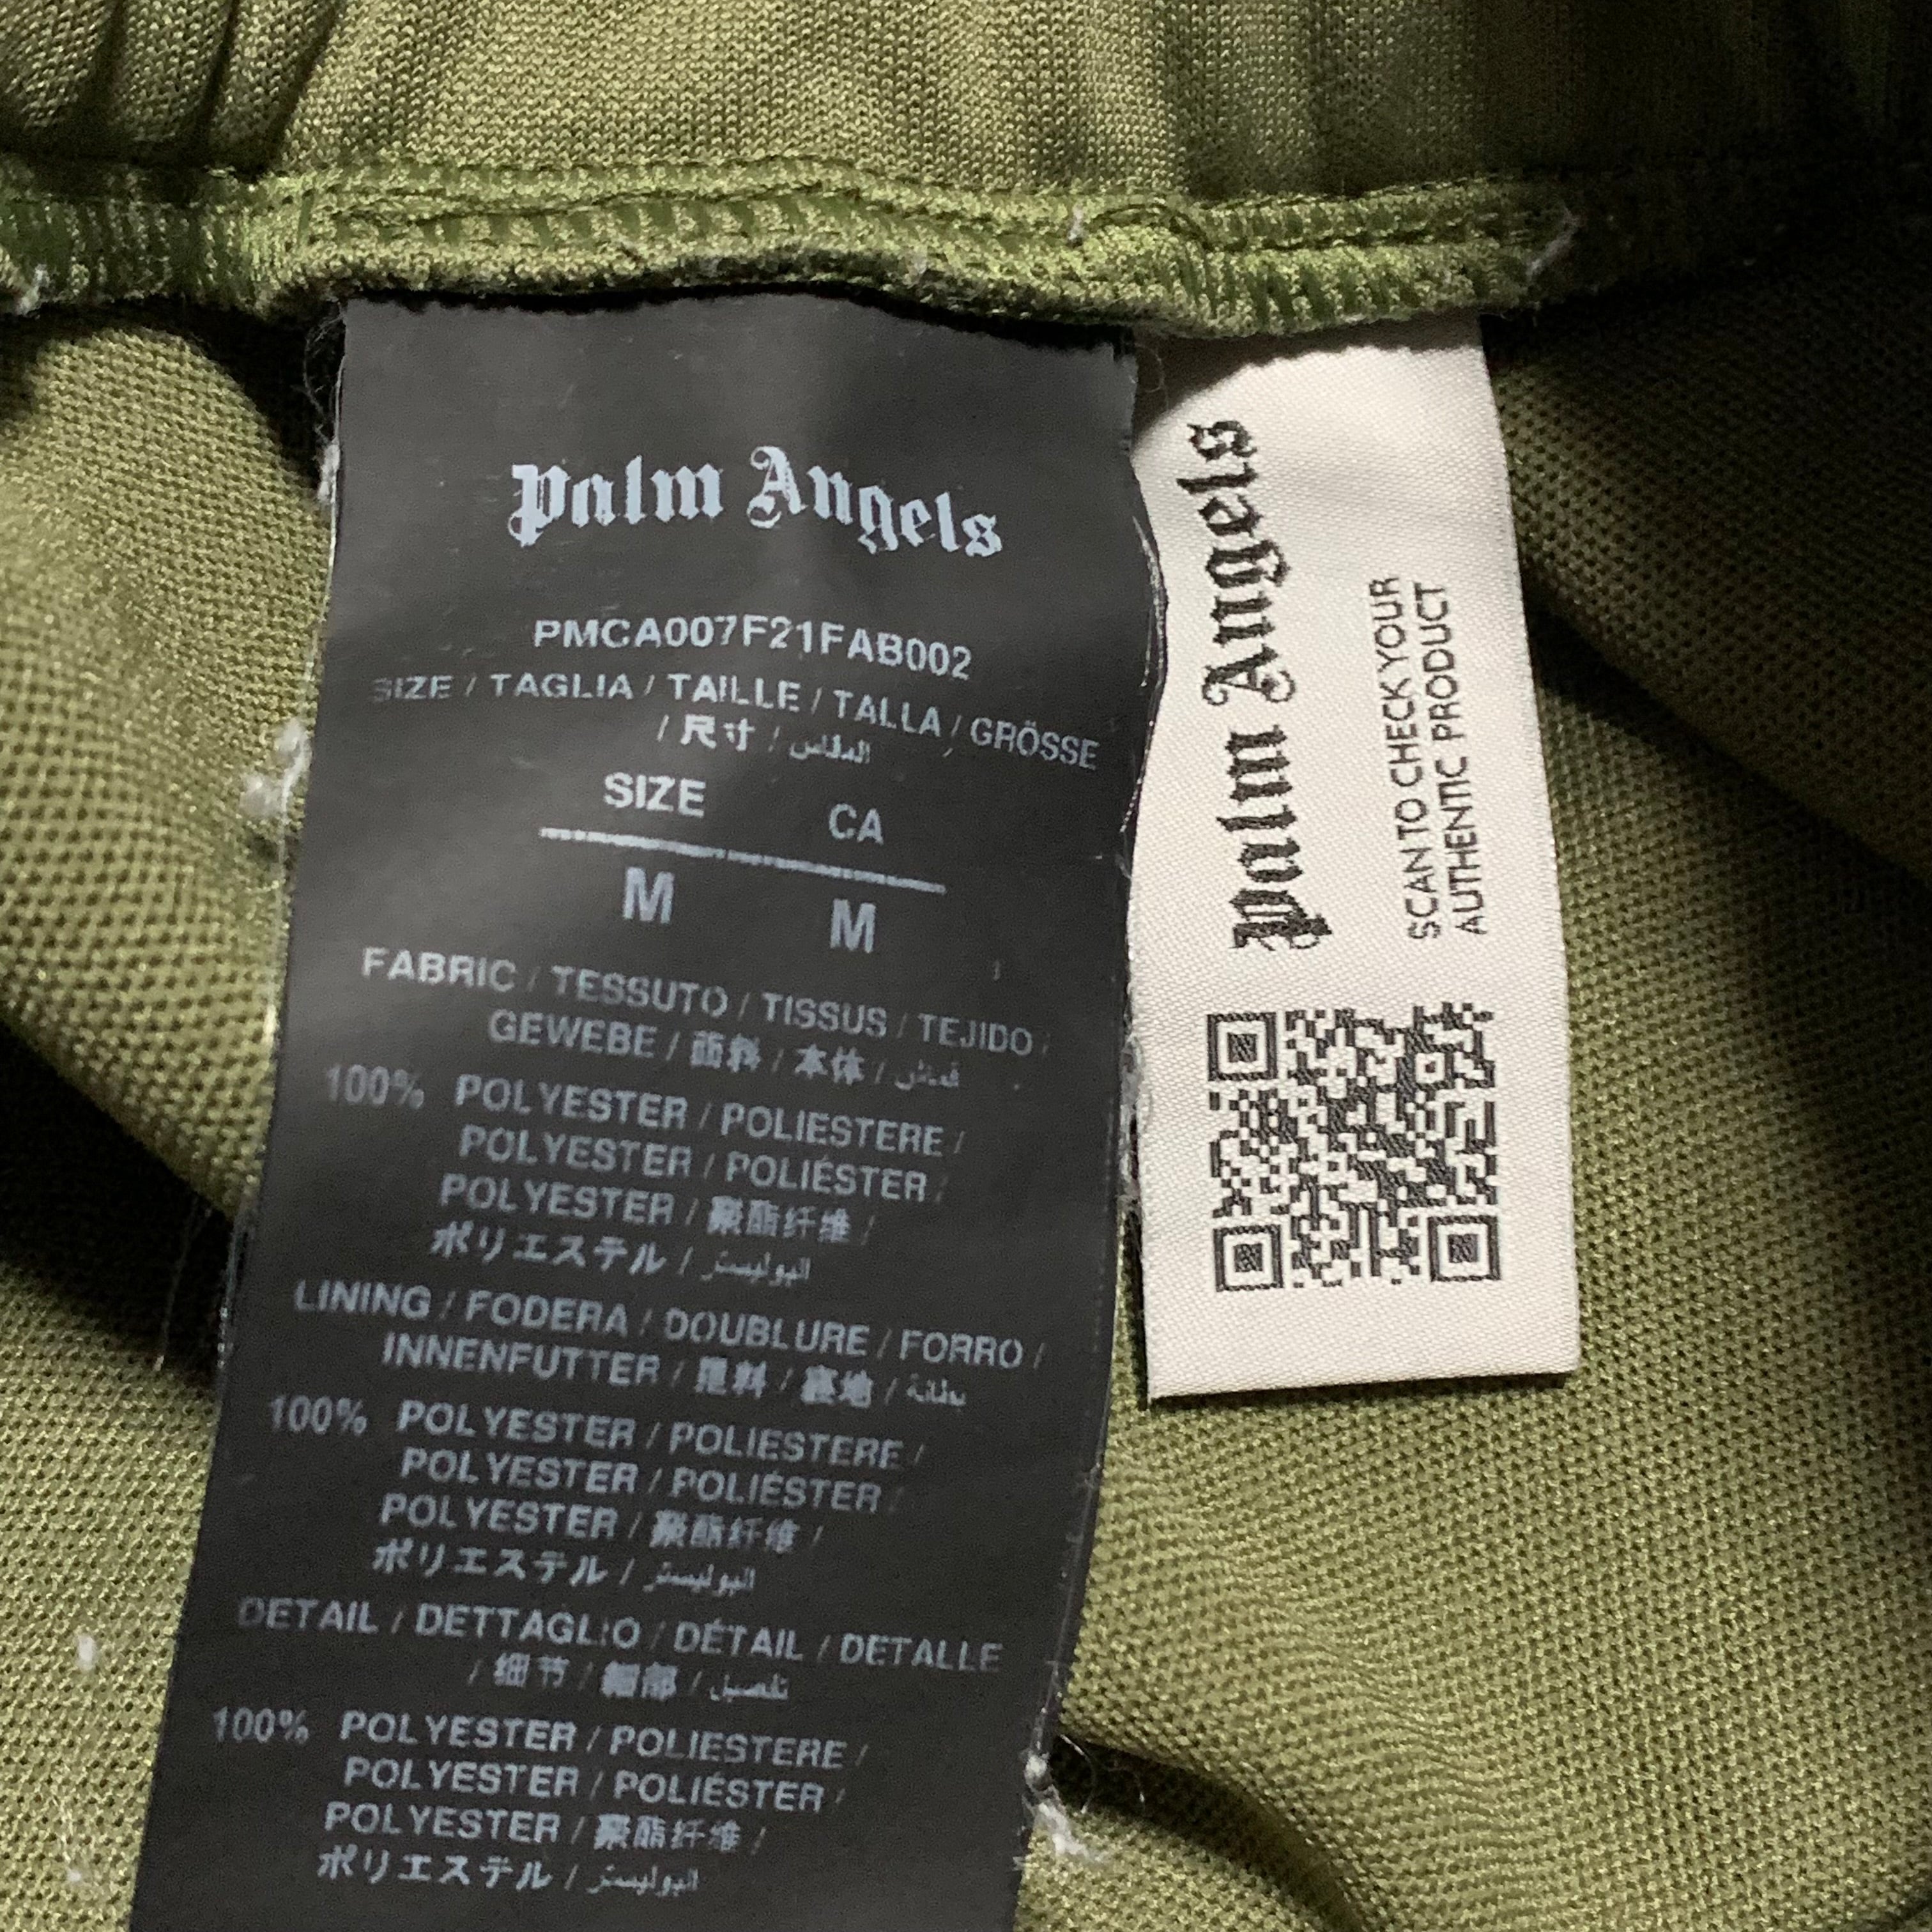 Palm Angels
PMCA007F21FAB002
SIZE / TAGLIA / TAILLE / TALLA / GRÖSSE
/ 尺寸 / المقاس
SIZE CA
M M
FABRIC / TESSUTO / TISSUS / TEJIDO /
GEWEBE / 面料 / 本体 / قماش
100% POLYESTER / POLIESTERE /
POLYESTER / POLIÉSTER /
POLYESTER / 聚酯纤维 /
ポリエステル / البوليستر
LINING / FODERA / DOUBLURE / FORRO /
INNENFUTTER / 里料 / 裏地 / بطانة
100% POLYESTER / POLIESTERE /
POLYESTER / POLIÉSTER /
POLYESTER / 聚酯纤维 /
ポリエステル / البوليستر
DETAIL / DETTAGLIO / DÉTAIL / DETALLE
/ 细节 / 細部 / تفصيل
100% POLYESTER / POLIESTERE /
POLYESTER / POLIÉSTER /
POLYESTER / 聚酯纤维 /
ポリエステル / البوليستر
Palm Angels
SCAN TO CHECK YOUR
AUTHENTIC PRODUCT